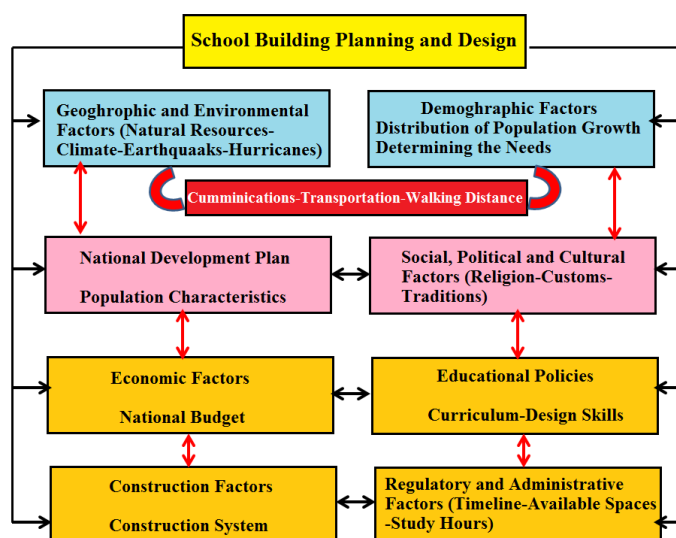 School Building Planning and Design
Geoghrophic and Environmental
Factors (Natural Resources-
Climate-Earthquaaks-Hurricanes)
Demoghraphic Factors
Distribution of Population Growth
Determining the Needs
Cumminications-Transportation-Walking Distance
National Development Plan
Population Characteristics
Social, Political and Cultural
Factors (Religion-Customs-
Traditions)
Economic Factors
National Budget
Educational Policies
Curriculum-Design Skills
Construction Factors
Construction System
Regulatory and Administrative
Factors (Timeline-Available Spaces
-Study Hours)